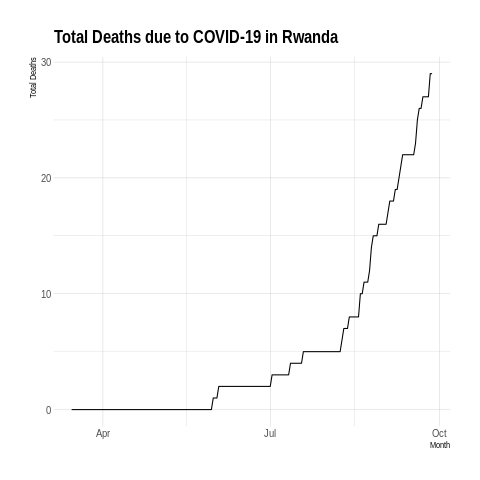 Total Deaths due to COVID-19 in Rwanda
Total Deaths
30
20
10
0
Apr
Jul
Oct
Month